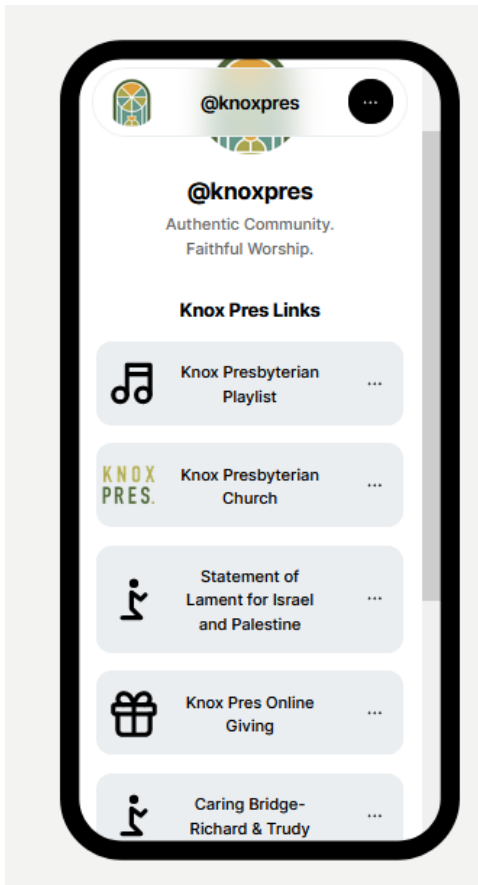 @knoxpres
...
@knoxpres
Authentic Community.
Faithful Worship.
Knox Pres Links
Knox Presbyterian
Playlist
...
KNOX
PRES.
Knox Presbyterian
Church
...
Statement of
Lament for Israel
and Palestine
...
Knox Pres Online
Giving
...
Caring Bridge-
Richard & Trudy
...